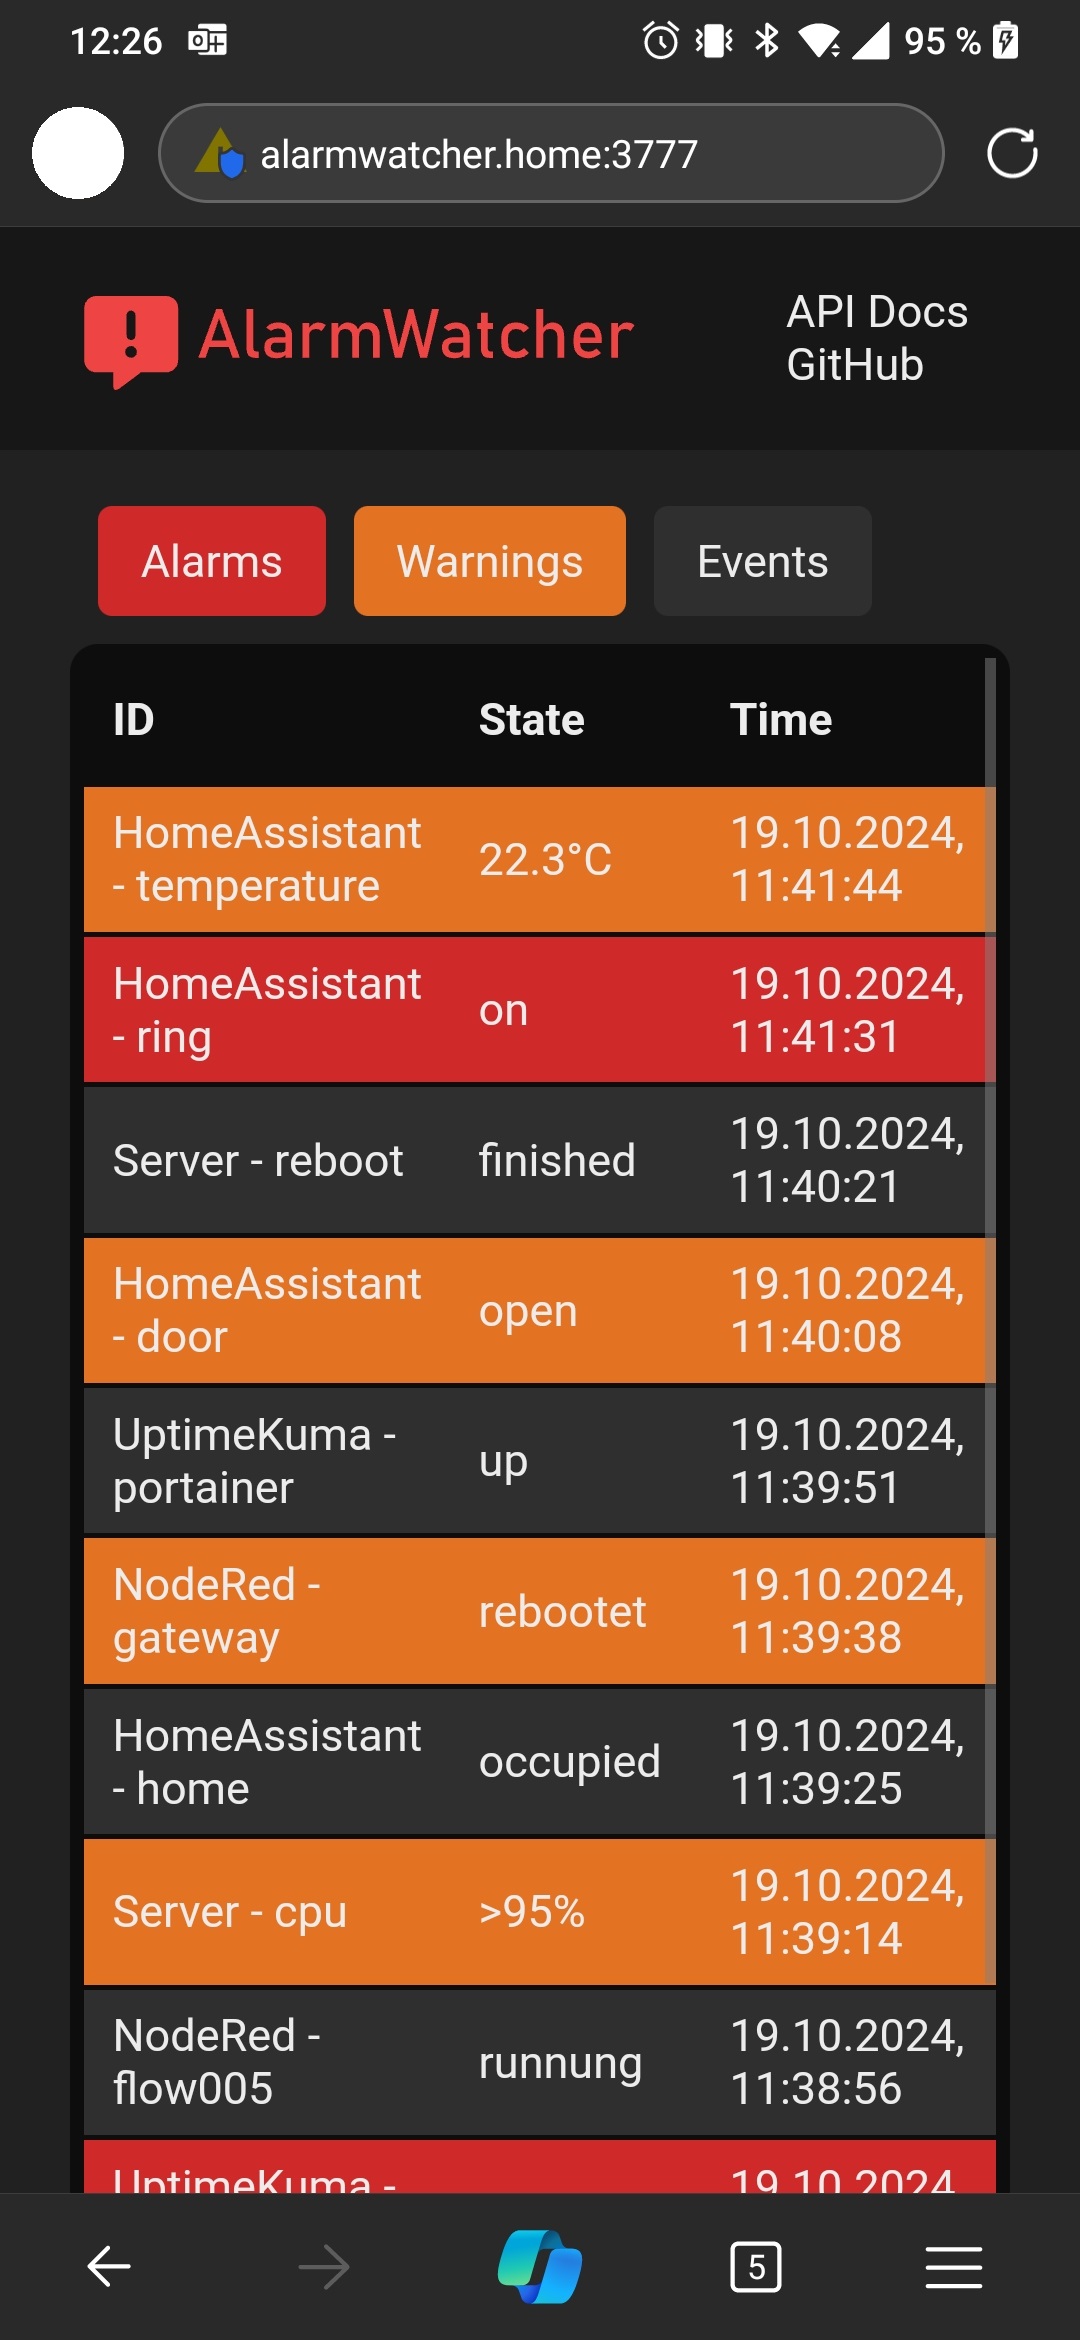 12:26
95 %
alarmwatcher.home:3777
AlarmWatcher
API Docs
GitHub
Alarms
Warnings
Events
ID State Time
HomeAssistant
- temperature
22.3°C
19.10.2024,
11:41:44
HomeAssistant
- ring
on
19.10.2024,
11:41:31
Server - reboot
finished
19.10.2024,
11:40:21
HomeAssistant
- door
open
19.10.2024,
11:40:08
UptimeKuma -
portainer
up
19.10.2024,
11:39:51
NodeRed -
gateway
rebootet
19.10.2024,
11:39:38
HomeAssistant
- home
occupied
19.10.2024,
11:39:25
Server - cpu
>95%
19.10.2024,
11:39:14
NodeRed -
flow005
runnung
19.10.2024,
11:38:56
UptimeKuma -
19.10.2024,
5